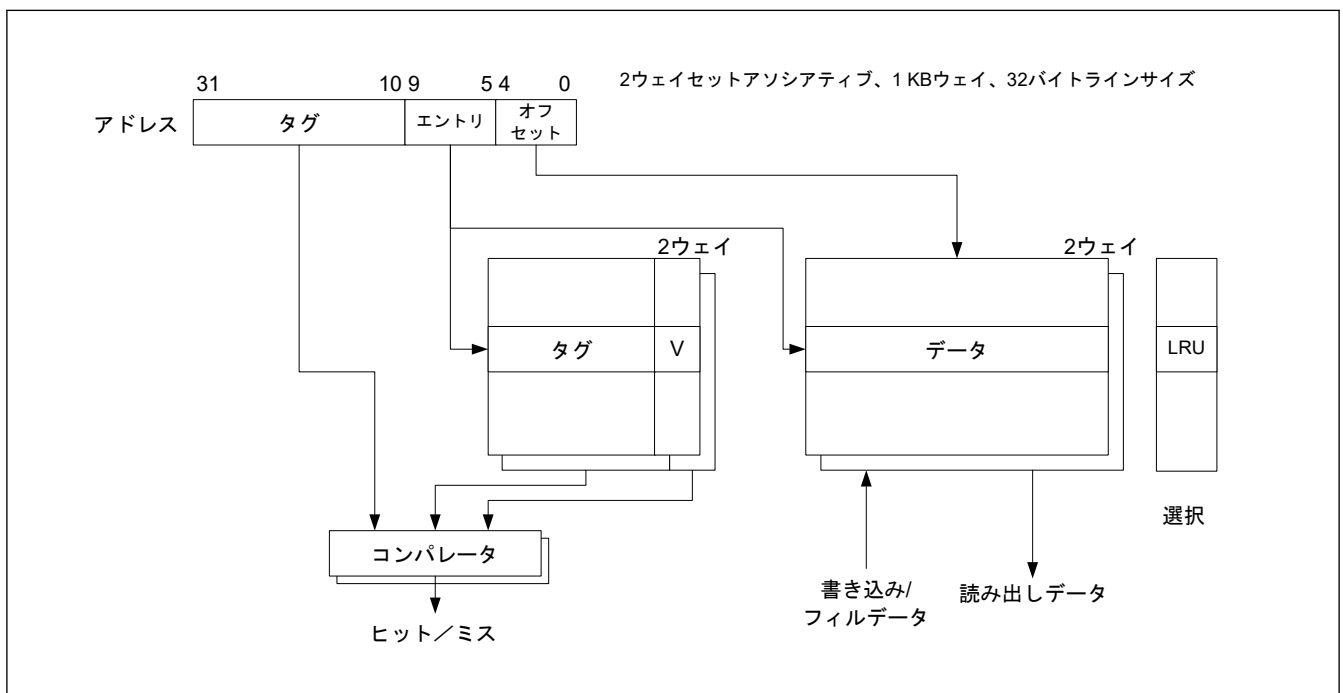 31 10 9 5 4 0
2ウェイセットアソシアティブ、1 KBウェイ、32バイトラインサイズ
アドレス
タグ
エントリ
オフ
セット
2ウェイ
2ウェイ
タグ
V
データ
LRU
選択
コンパレータ
書き込み/
フィルデータ
読み出しデータ
ヒット／ミス